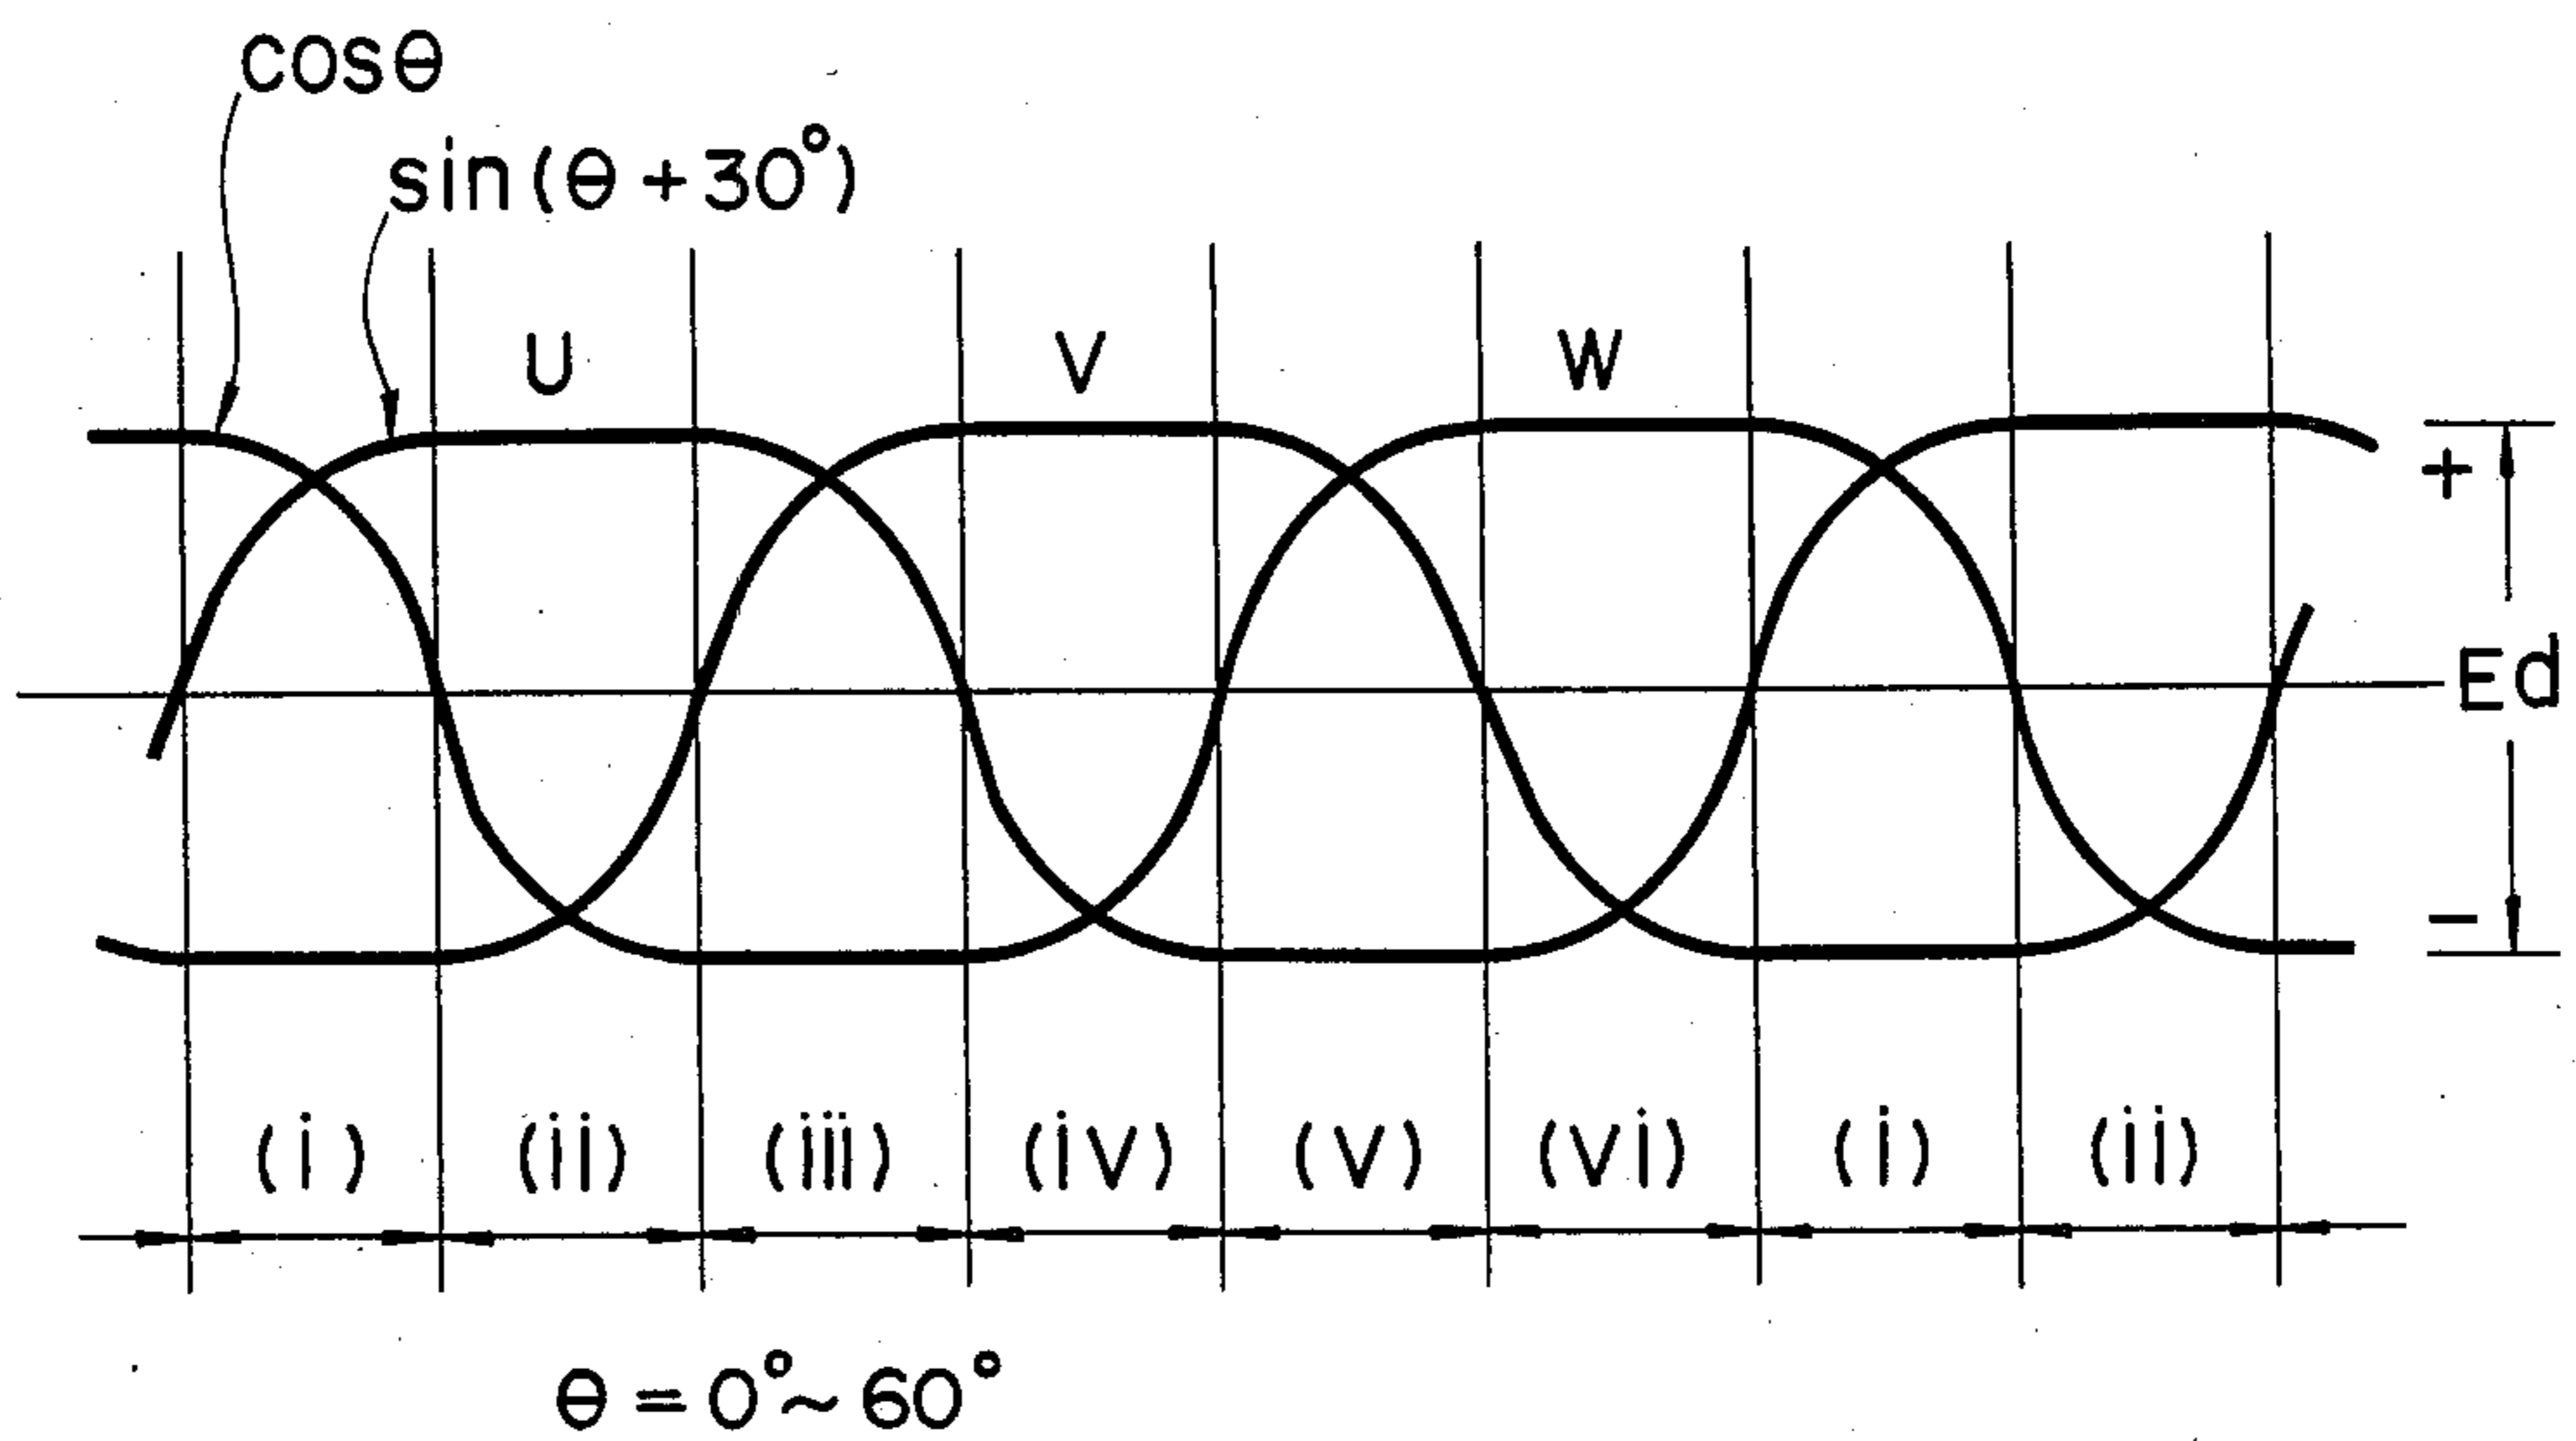 cosθ
sin(θ+30°)
U V W
+
Ed
−
(i) (ii) (iii) (iv) (v) (vi) (i) (ii)
θ=0°~60°